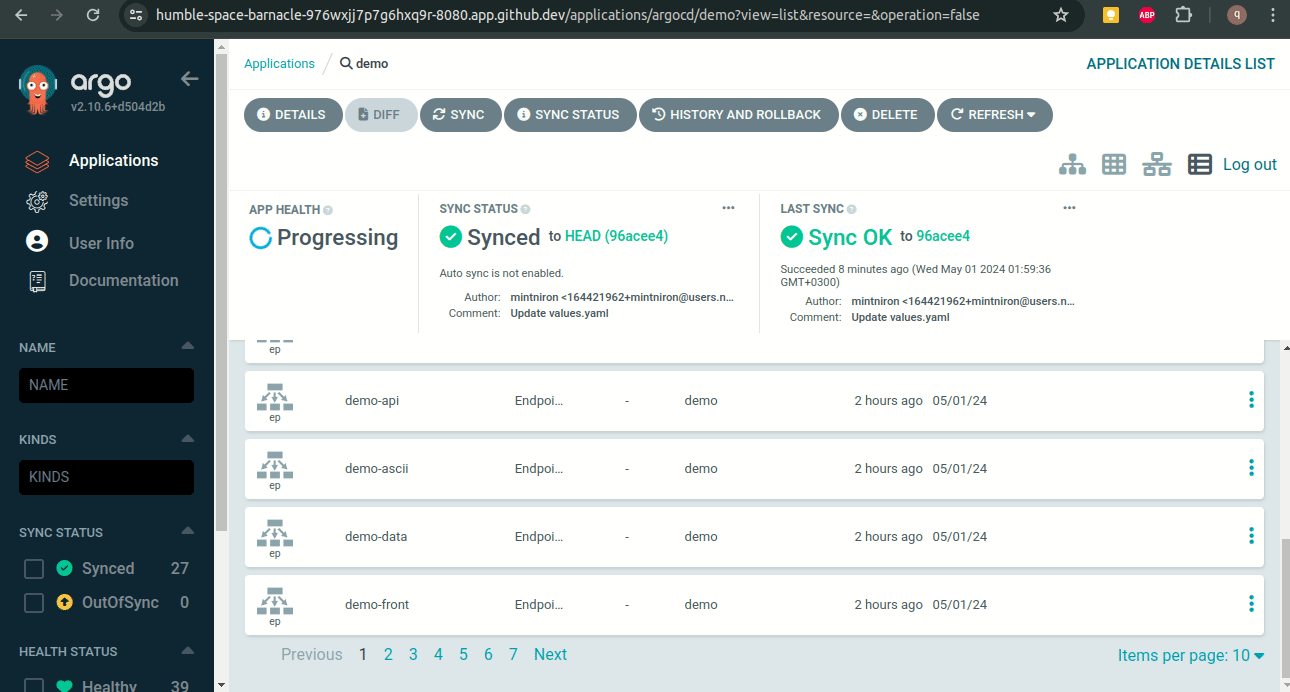 humble-space-barnacle-976wxjj7p7g6hxq9r-8080.app.github.dev/applications/argocd/demo?view=list&resource=&operation=false
ABP
q
argo
v2.10.6+d504d2b
Applications
Settings
User Info
Documentation
NAME
NAME
KINDS
KINDS
SYNC STATUS
Synced 27
OutOfSync 0
HEALTH STATUS
Healthy 39
Applications / demo
APPLICATION DETAILS LIST
DETAILS DIFF SYNC SYNC STATUS HISTORY AND ROLLBACK DELETE REFRESH
Log out
APP HEALTH
Progressing
SYNC STATUS
Synced to HEAD (96acee4)
Auto sync is not enabled.
Author: mintniron <164421962+mintniron@users.n...
Comment: Update values.yaml
LAST SYNC
Sync OK to 96acee4
Succeeded 8 minutes ago (Wed May 01 2024 01:59:36
GMT+0300)
Author: mintniron <164421962+mintniron@users.n...
Comment: Update values.yaml
ep
demo-api Endpoi... - demo 2 hours ago 05/01/24
ep
demo-ascii Endpoi... - demo 2 hours ago 05/01/24
ep
demo-data Endpoi... - demo 2 hours ago 05/01/24
ep
demo-front Endpoi... - demo 2 hours ago 05/01/24
ep
Previous 1 2 3 4 5 6 7 Next
Items per page: 10